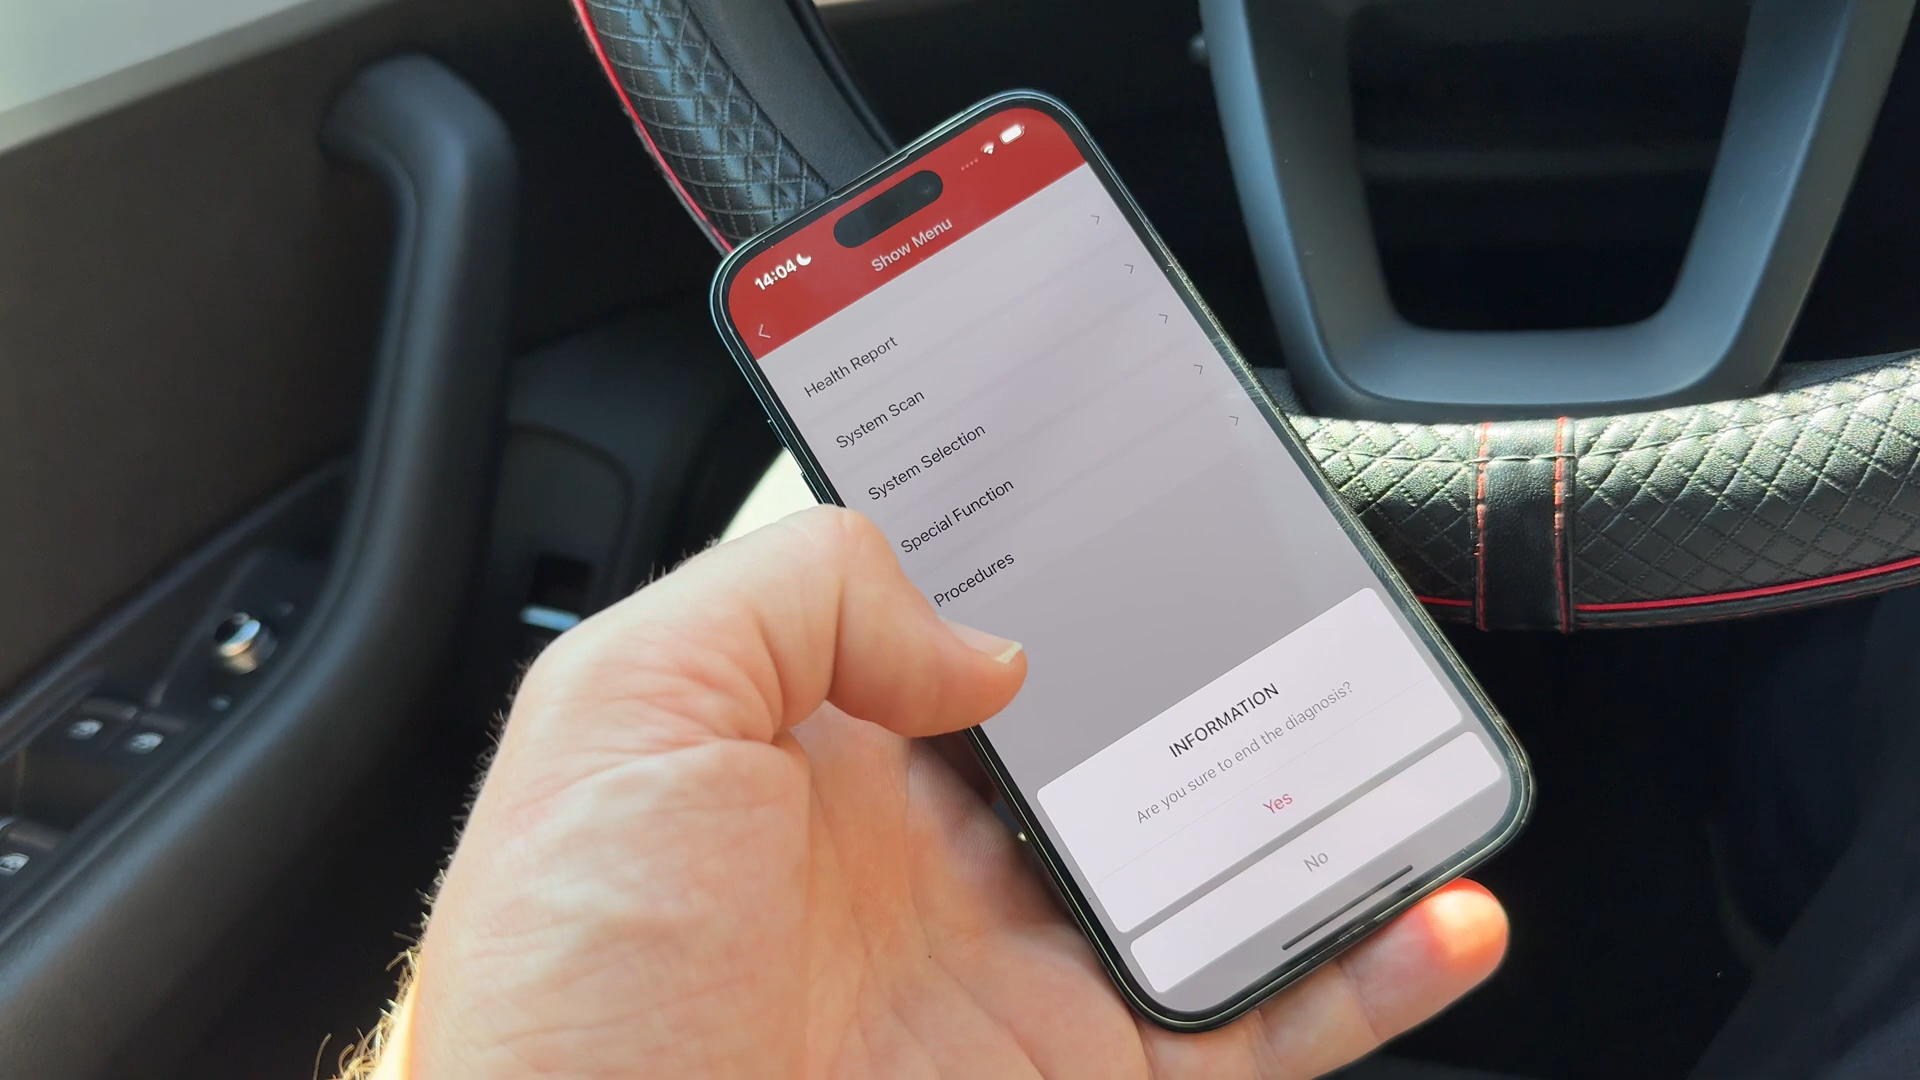 14:04
Show Menu
Health Report
System Scan
System Selection
Special Function
Procedures
INFORMATION
Are you sure to end the diagnosis?
Yes
No